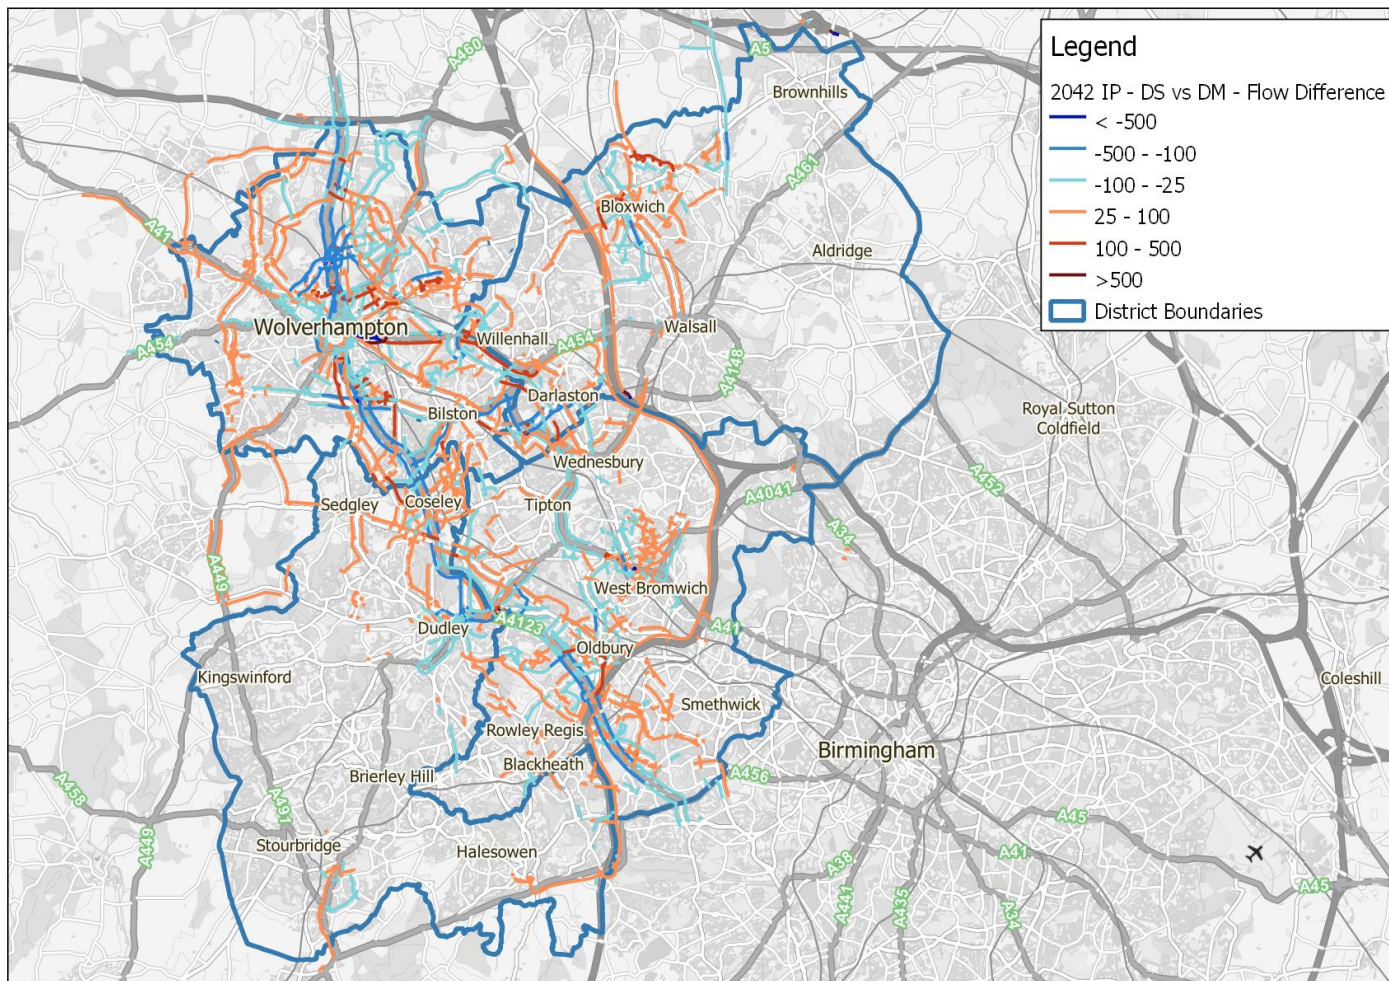 Legend
2042 IP - DS vs DM - Flow Difference
< -500
-500 - -100
-100 - -25
25 - 100
100 - 500
>500
District Boundaries
A460
A5
Brownhills
A461
Bloxwich
A41
Aldridge
Wolverhampton
Willenhall
A454
Walsall
A454
A4148
Darlaston
Bilston
Royal Sutton
Coldfield
Wednesbury
A452
Sedgley
Coseley
Tipton
A4041
A34
A449
West Bromwich
Dudley
A4123
A41
Oldbury
Kingswinford
Coleshill
Smethwick
Rowley Regis
Birmingham
Blackheath
Brierley Hill
A456
A458
A491
A45
A449
Stourbridge
Halesowen
A38
A41
A441
A435
A34
A45